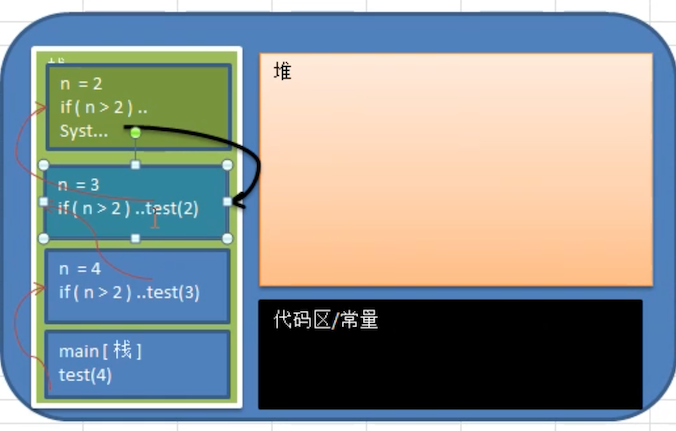 n = 2
if ( n > 2 ) ..
Syst...
n = 3
if ( n > 2 ) ..test(2)
n = 4
if ( n > 2 ) ..test(3)
main [ 栈 ]
test(4)
堆
代码区/常量